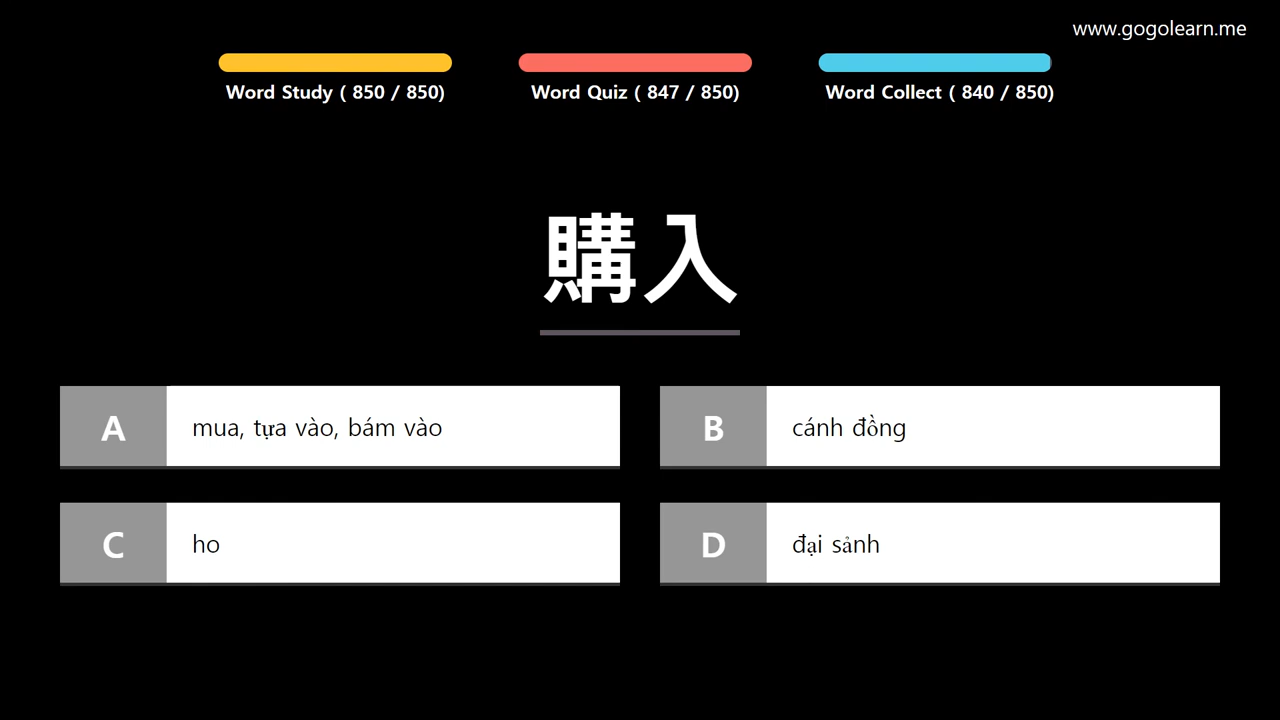 www.gogolearn.me
Word Study ( 850 / 850)
Word Quiz ( 847 / 850)
Word Collect ( 840 / 850)
購入
A
mua, tựa vào, bám vào
B
cánh đồng
C
ho
D
đại sảnh